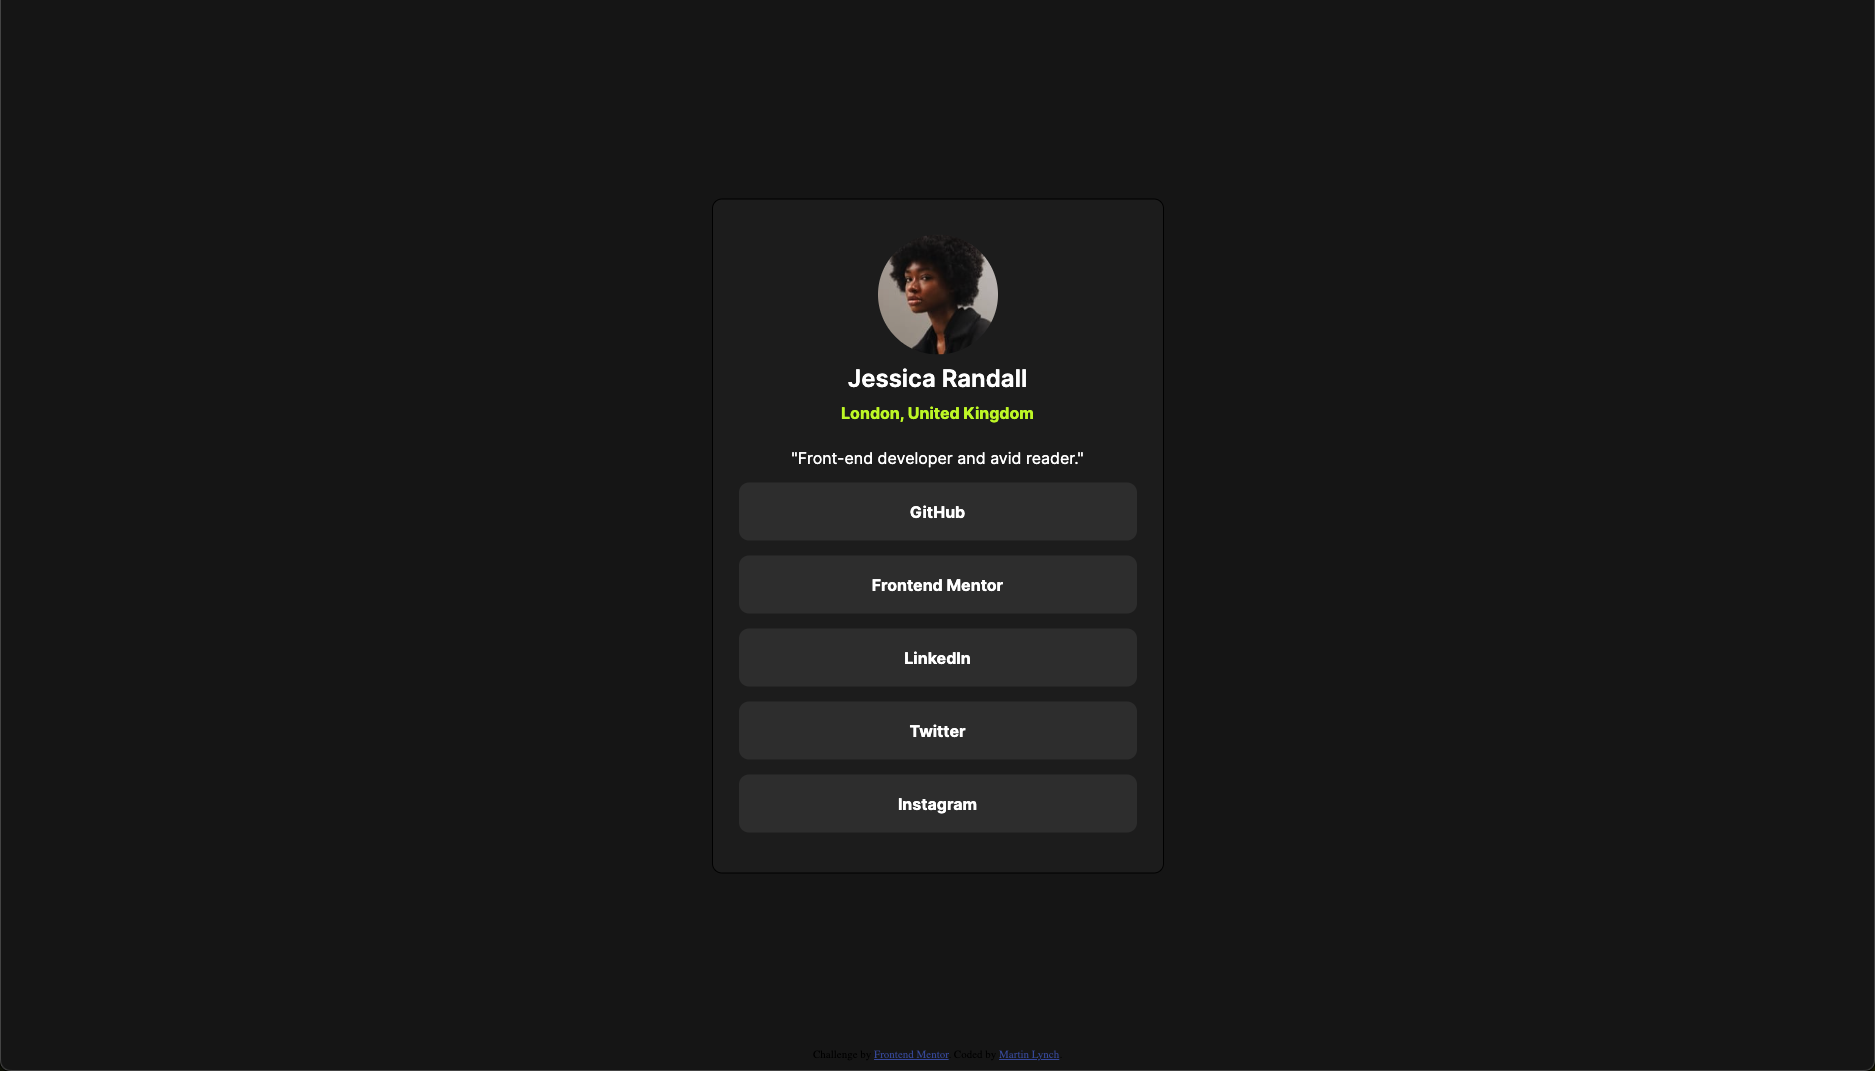 Jessica Randall
London, United Kingdom
"Front-end developer and avid reader."
GitHub
Frontend Mentor
LinkedIn
Twitter
Instagram
Challenge by Frontend Mentor. Coded by Martin Lynch